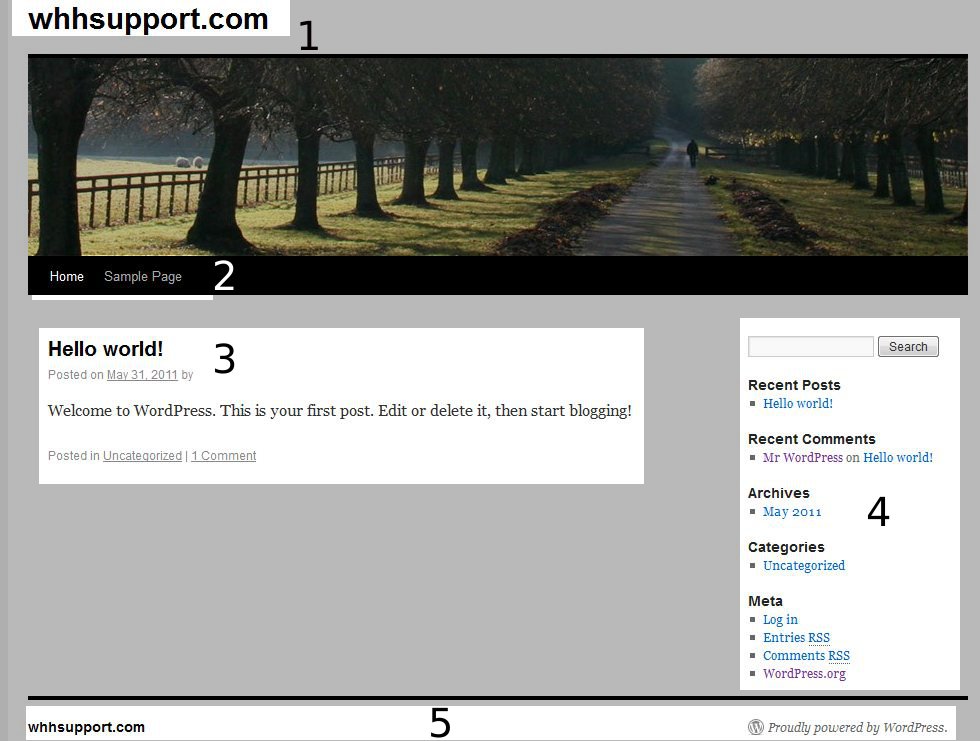 whhsupport.com
1
Home Sample Page 2
Hello world!
3
Posted on May 31, 2011 by
Welcome to WordPress. This is your first post. Edit or delete it, then start blogging!
Posted in Uncategorized | 1 Comment
Search
Recent Posts
Hello world!
Recent Comments
Mr WordPress on Hello world!
Archives
May 2011
4
Categories
Uncategorized
Meta
Log in
Entries RSS
Comments RSS
WordPress.org
whhsupport.com
5
Proudly powered by WordPress.